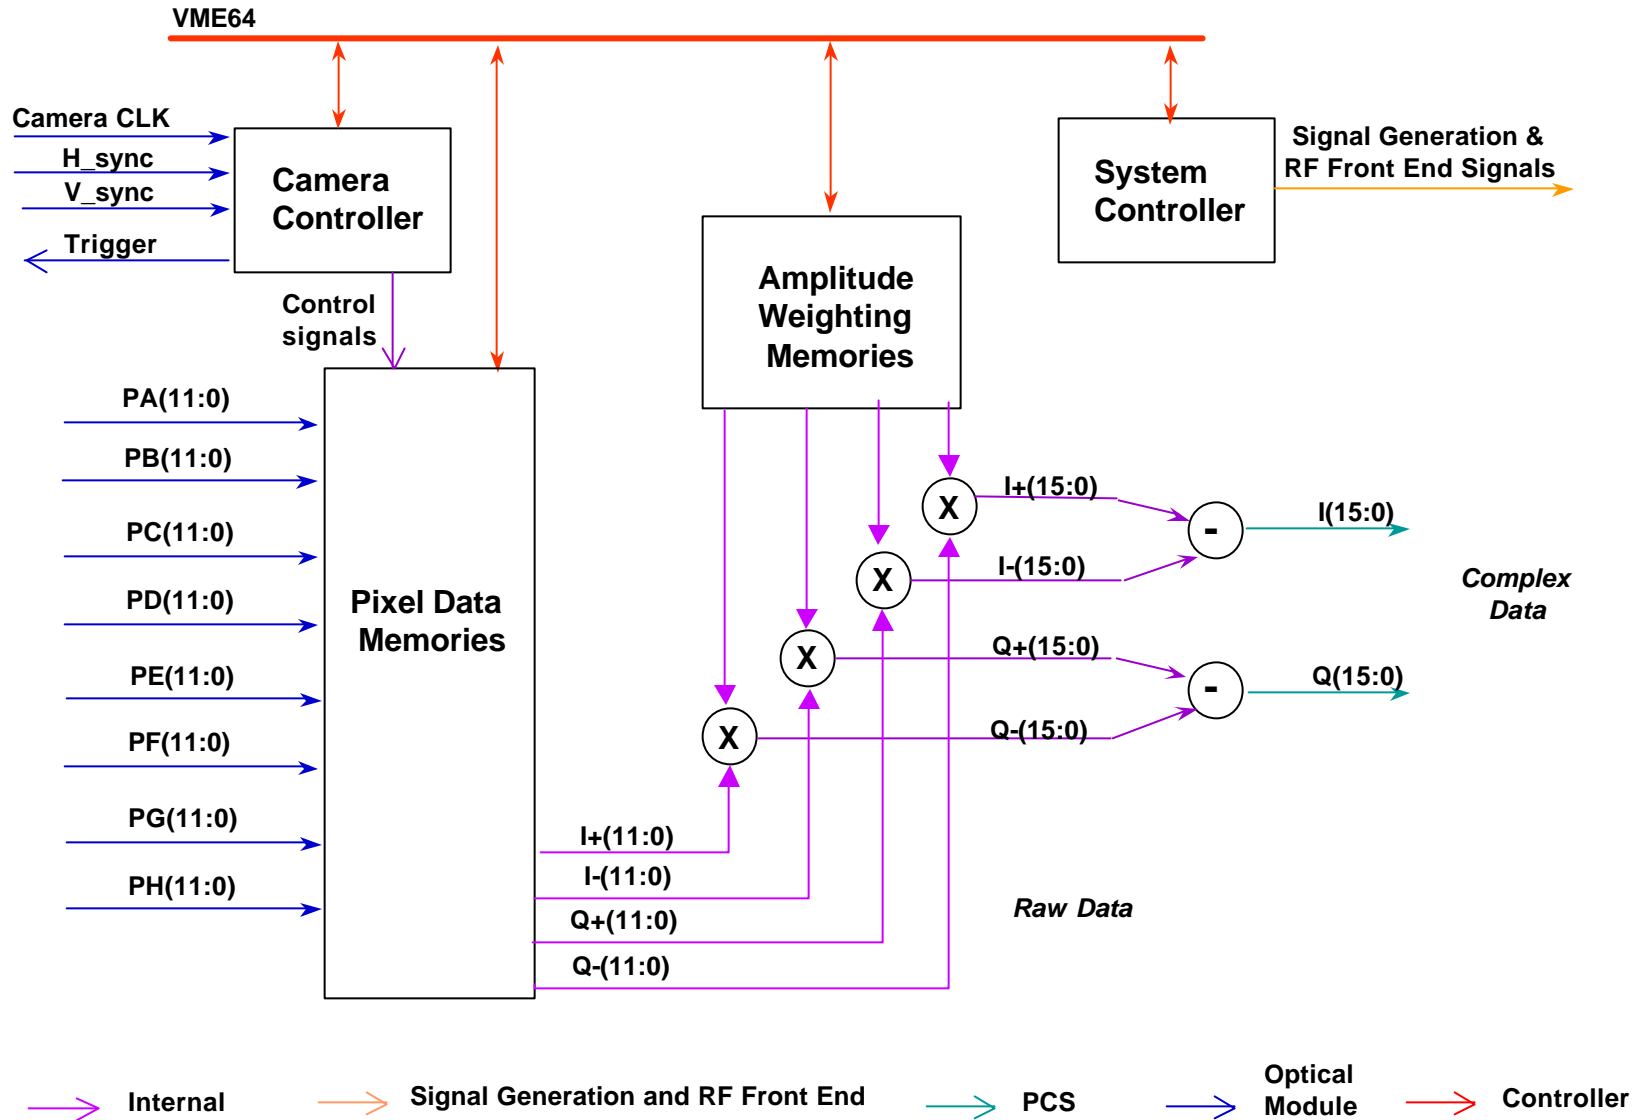 VME64
Camera CLK
H_sync
V_sync
Trigger
Camera
Controller
System
Controller
Signal Generation &
RF Front End Signals
Control
signals
Amplitude
Weighting
Memories
PA(11:0)
PB(11:0)
PC(11:0)
PD(11:0)
PE(11:0)
PF(11:0)
PG(11:0)
PH(11:0)
Pixel Data
Memories
X
X
X
X
I+(15:0)
I-(15:0)
Q+(15:0)
Q-(15:0)
-
-
I(15:0)
Q(15:0)
Complex
Data
I+(11:0)
I-(11:0)
Q+(11:0)
Q-(11:0)
Raw Data
Internal
Signal Generation and RF Front End
PCS
Optical
Module
Controller